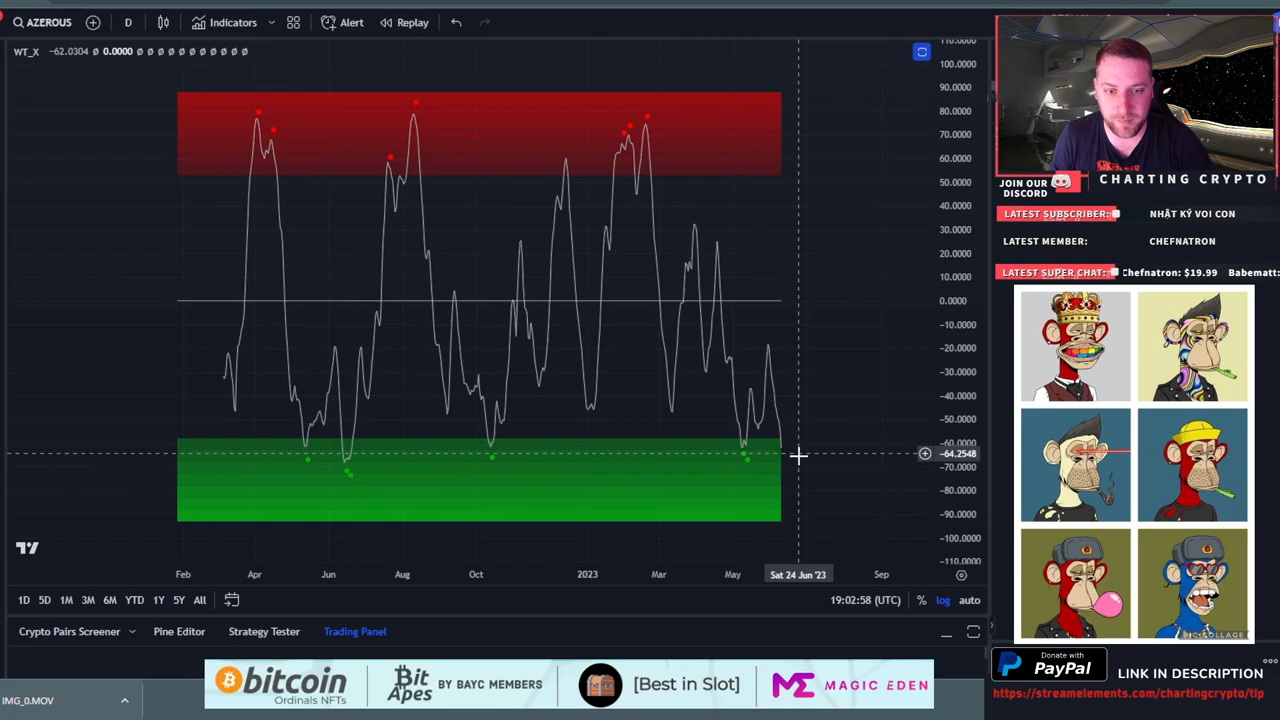 AZEROUS
D
Indicators
Alert
Replay
WT_X -62.0304 Ø 0.0000 Ø Ø Ø Ø Ø Ø Ø Ø Ø Ø Ø
110.0000
100.0000
90.0000
80.0000
70.0000
60.0000
50.0000
40.0000
30.0000
20.0000
10.0000
0.0000
-10.0000
-20.0000
-30.0000
-40.0000
-50.0000
-60.0000
-64.2548
-70.0000
-80.0000
-90.0000
-100.0000
-110.0000
Feb Apr Jun Aug Oct 2023 Mar May Sat 24 Jun '23 Sep
1D 5D 1M 3M 6M YTD 1Y 5Y All
19:02:58 (UTC) % log auto
Crypto Pairs Screener Pine Editor Strategy Tester Trading Panel
bitcoin
Ordinals NFTs
Bit
Apes
BY BAYC MEMBERS
[Best in Slot]
MAGIC EDEN
IMG_0.MOV
JOIN OUR
DISCORD
CHARTING CRYPTO
LATEST SUBSCRIBER: NHẬT KÝ VOI CON
LATEST MEMBER: CHEFNATRON
LATEST SUPER CHAT: Chefnatron: $19.99 Babematt:
PIC•COLLAGE
Donate with
PayPal
LINK IN DESCRIPTION
https://streamelements.com/chartingcrypto/tip